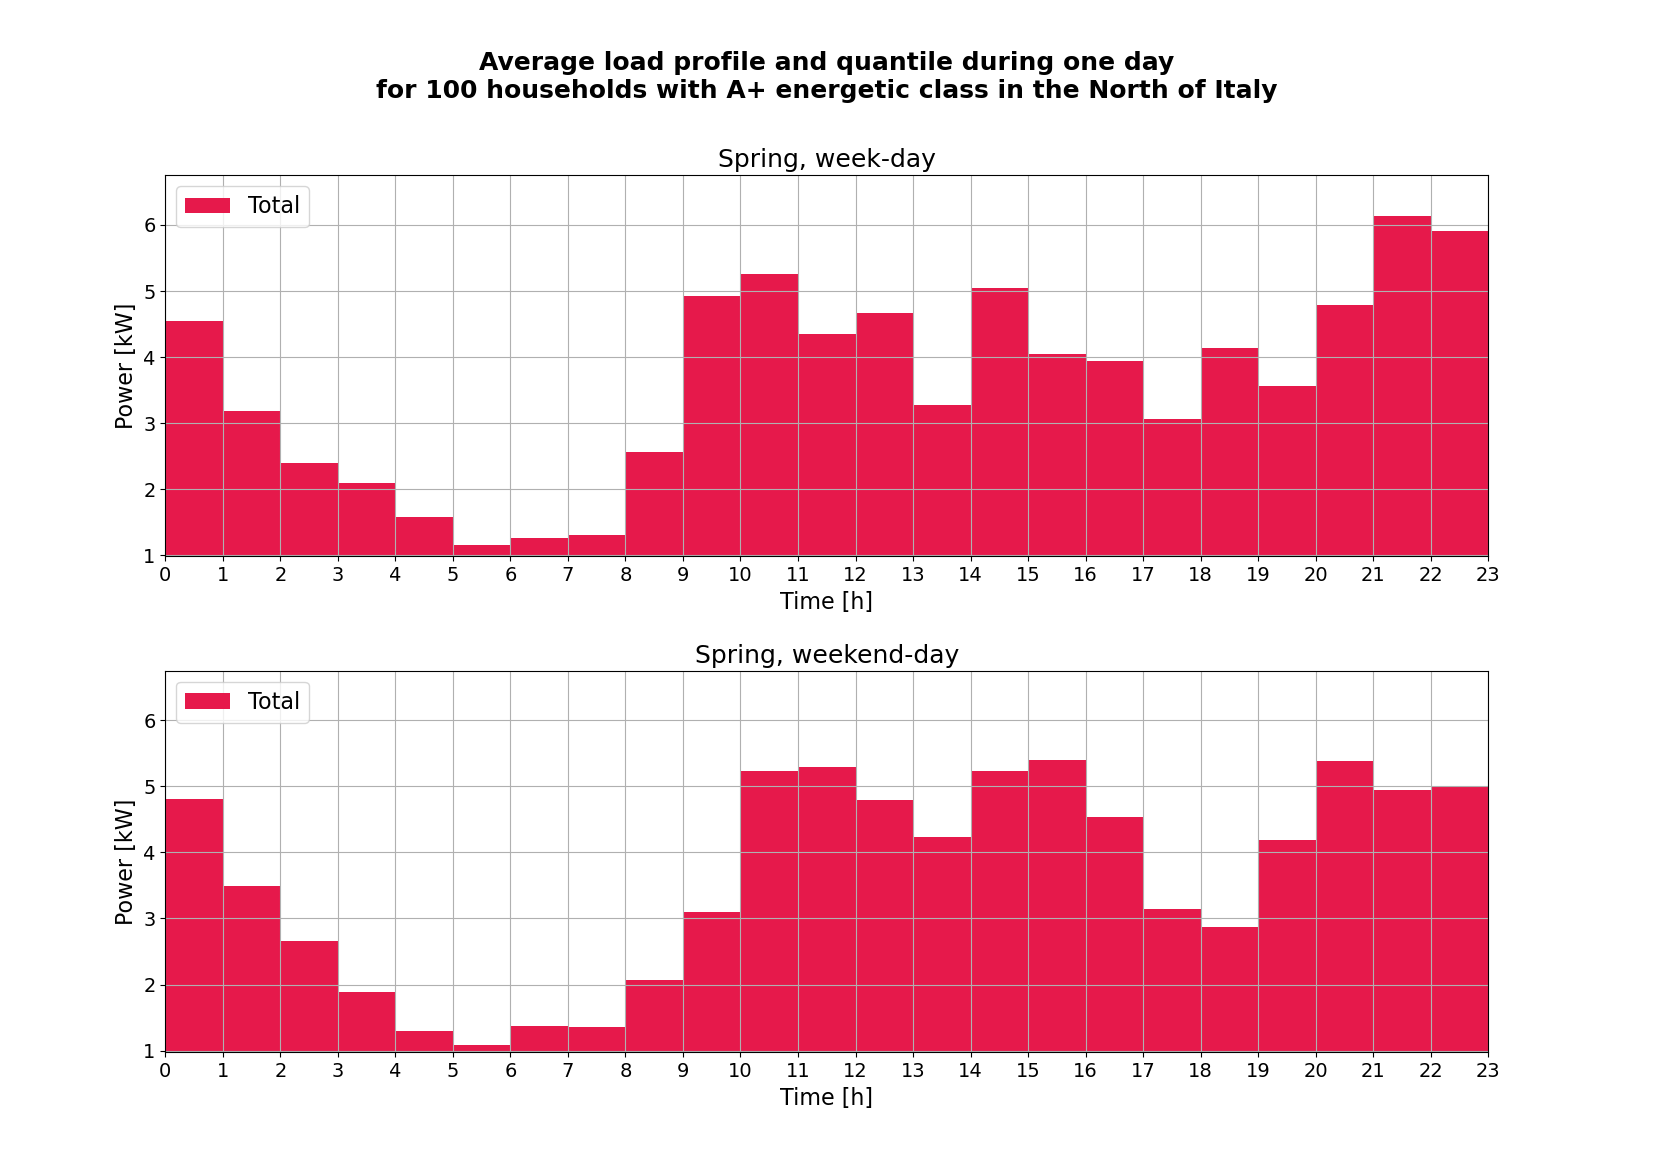 Average load profile and quantile during one day
for 100 households with A+ energetic class in the North of Italy
Spring, week-day
Total
6
5
4
3
2
1
Power [kW]
0 1 2 3 4 5 6 7 8 9 10 11 12 13 14 15 16 17 18 19 20 21 22 23
Time [h]
Spring, weekend-day
Total
6
5
4
3
2
1
Power [kW]
0 1 2 3 4 5 6 7 8 9 10 11 12 13 14 15 16 17 18 19 20 21 22 23
Time [h]